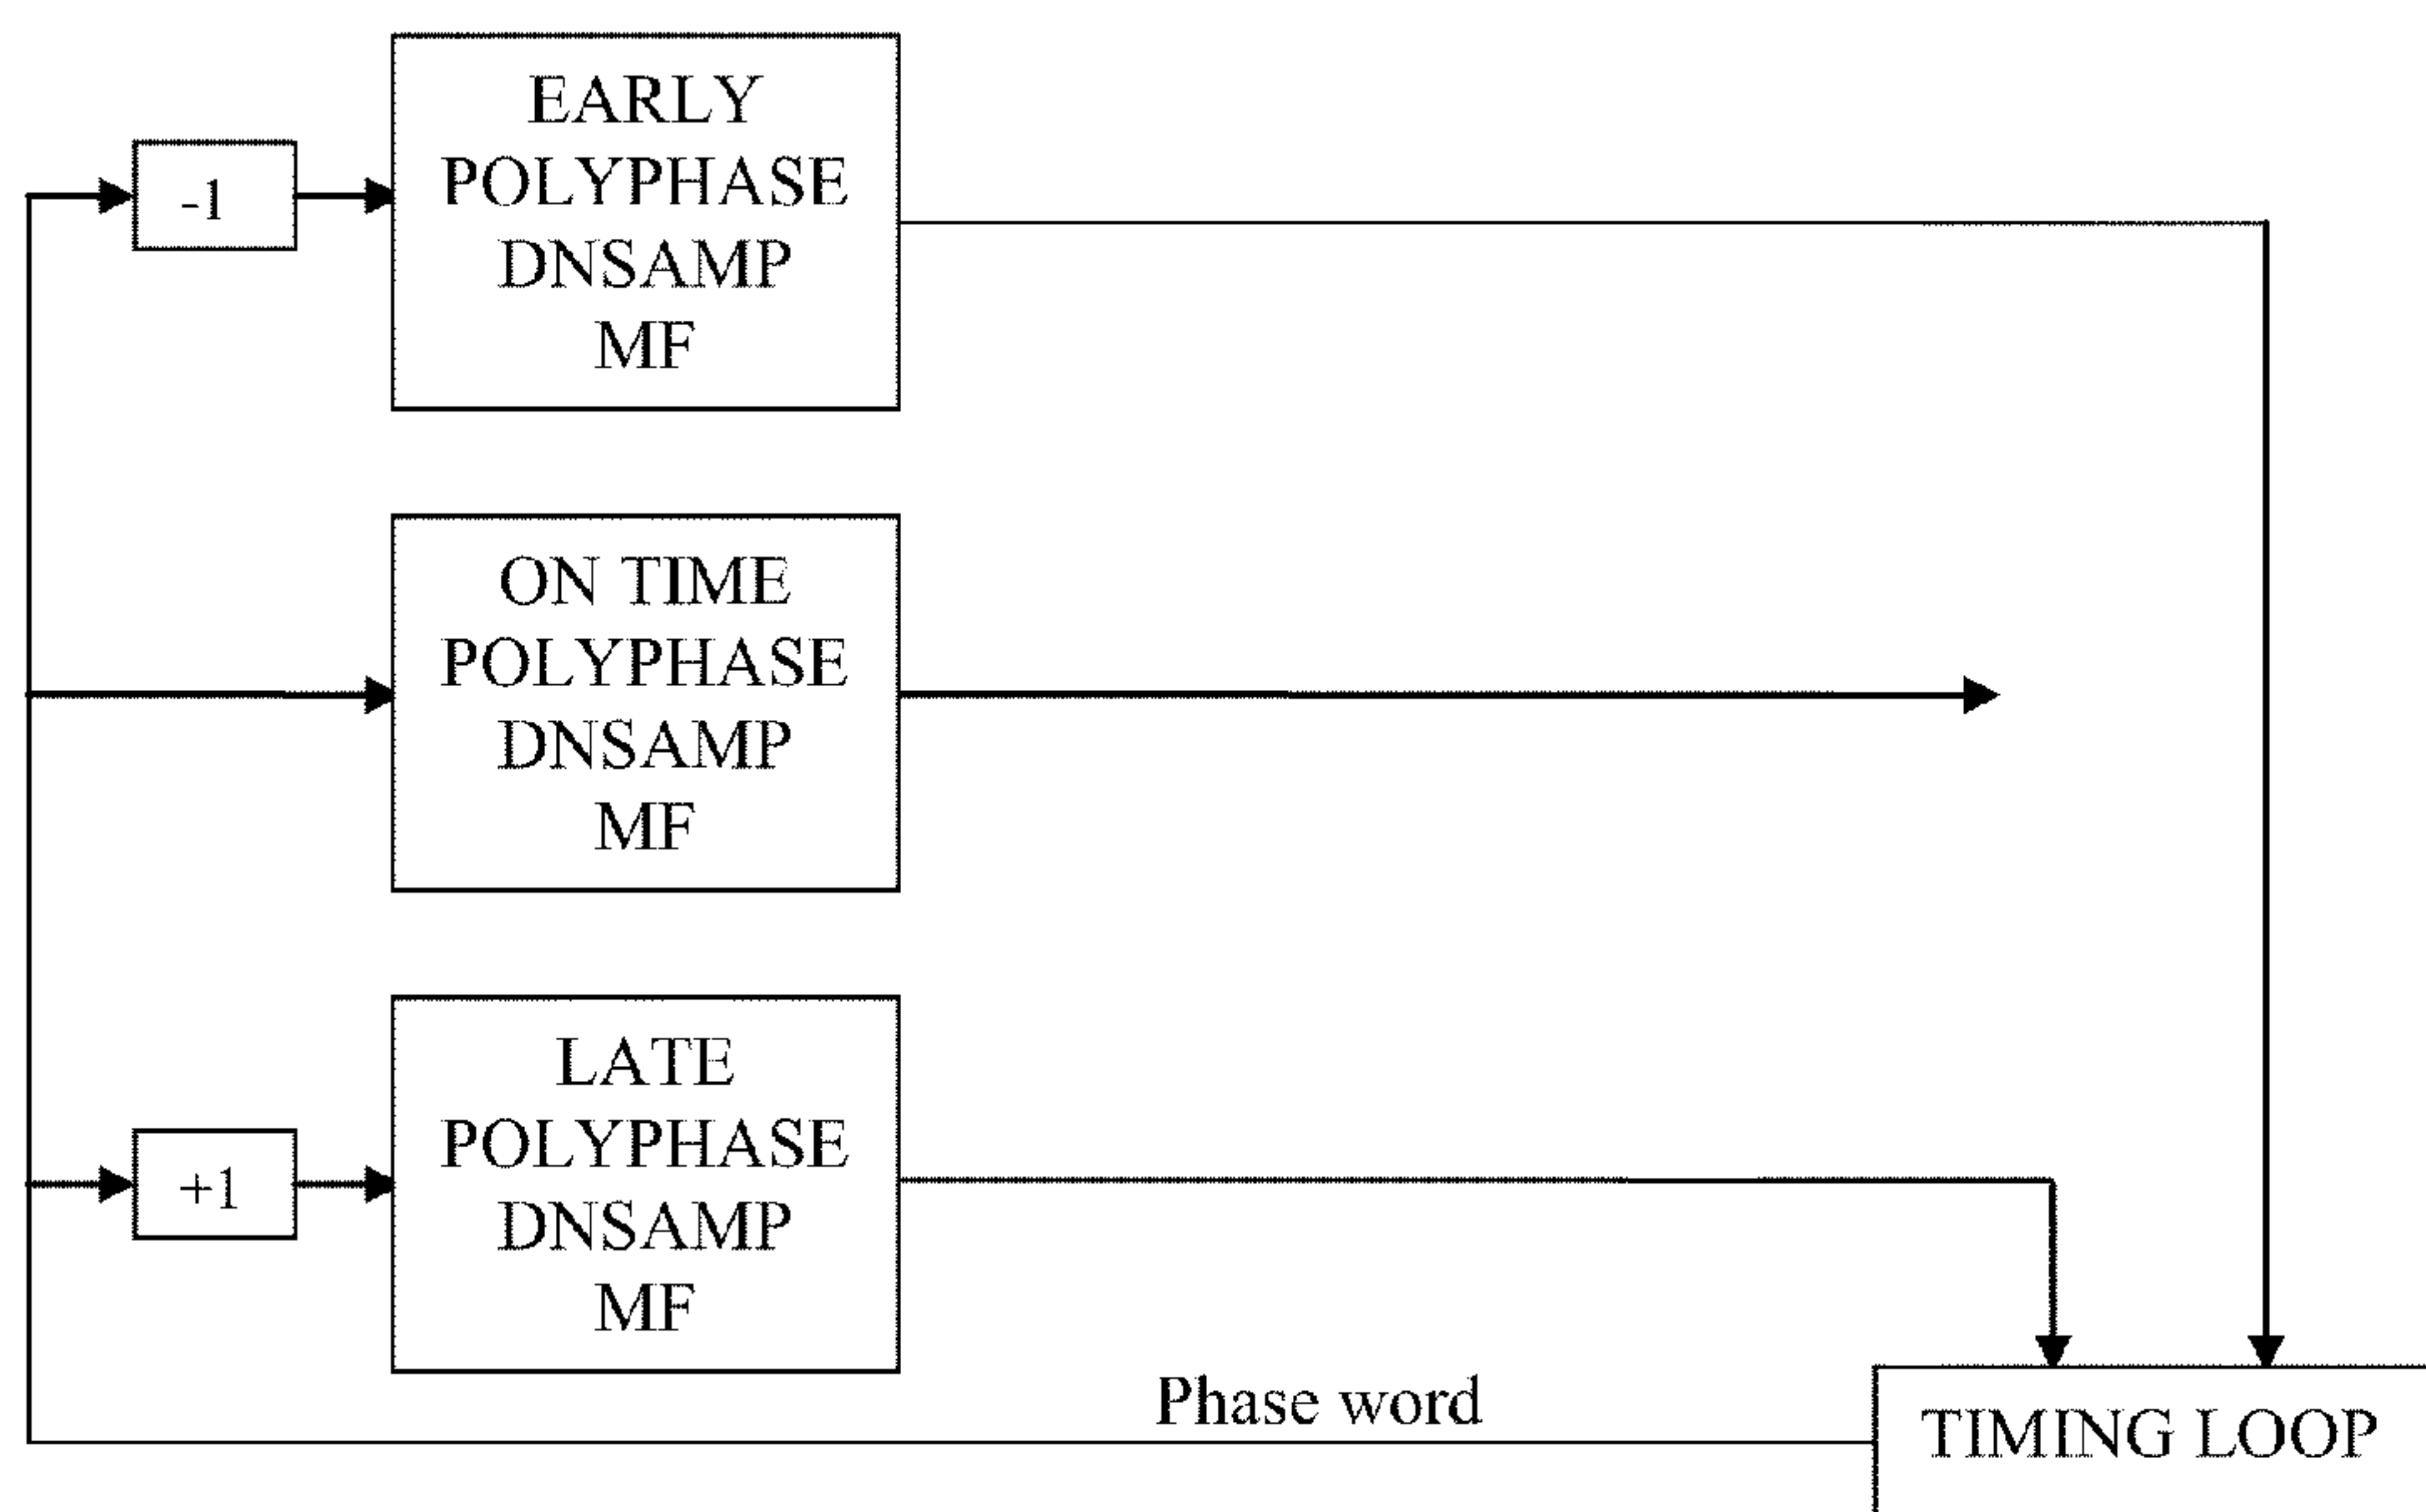 EARLY
POLYPHASE
DNSAMP
MF
-1
ON TIME
POLYPHASE
DNSAMP
MF
LATE
POLYPHASE
DNSAMP
MF
+1
Phase word
TIMING LOOP